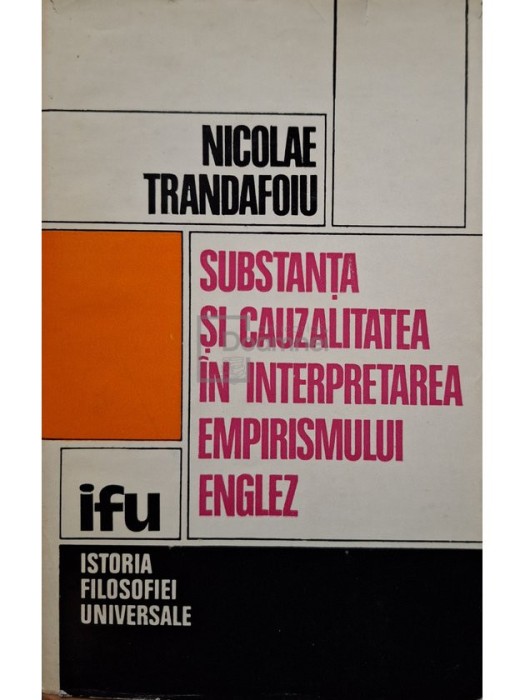 NICOLAE
TRANDAFOIU
SUBSTANȚA
ȘI CAUZALITATEA
ÎN INTERPRETAREA
EMPIRISMULUI
ENGLEZ
ifu
ISTORIA
FILOSOFIEI
UNIVERSALE